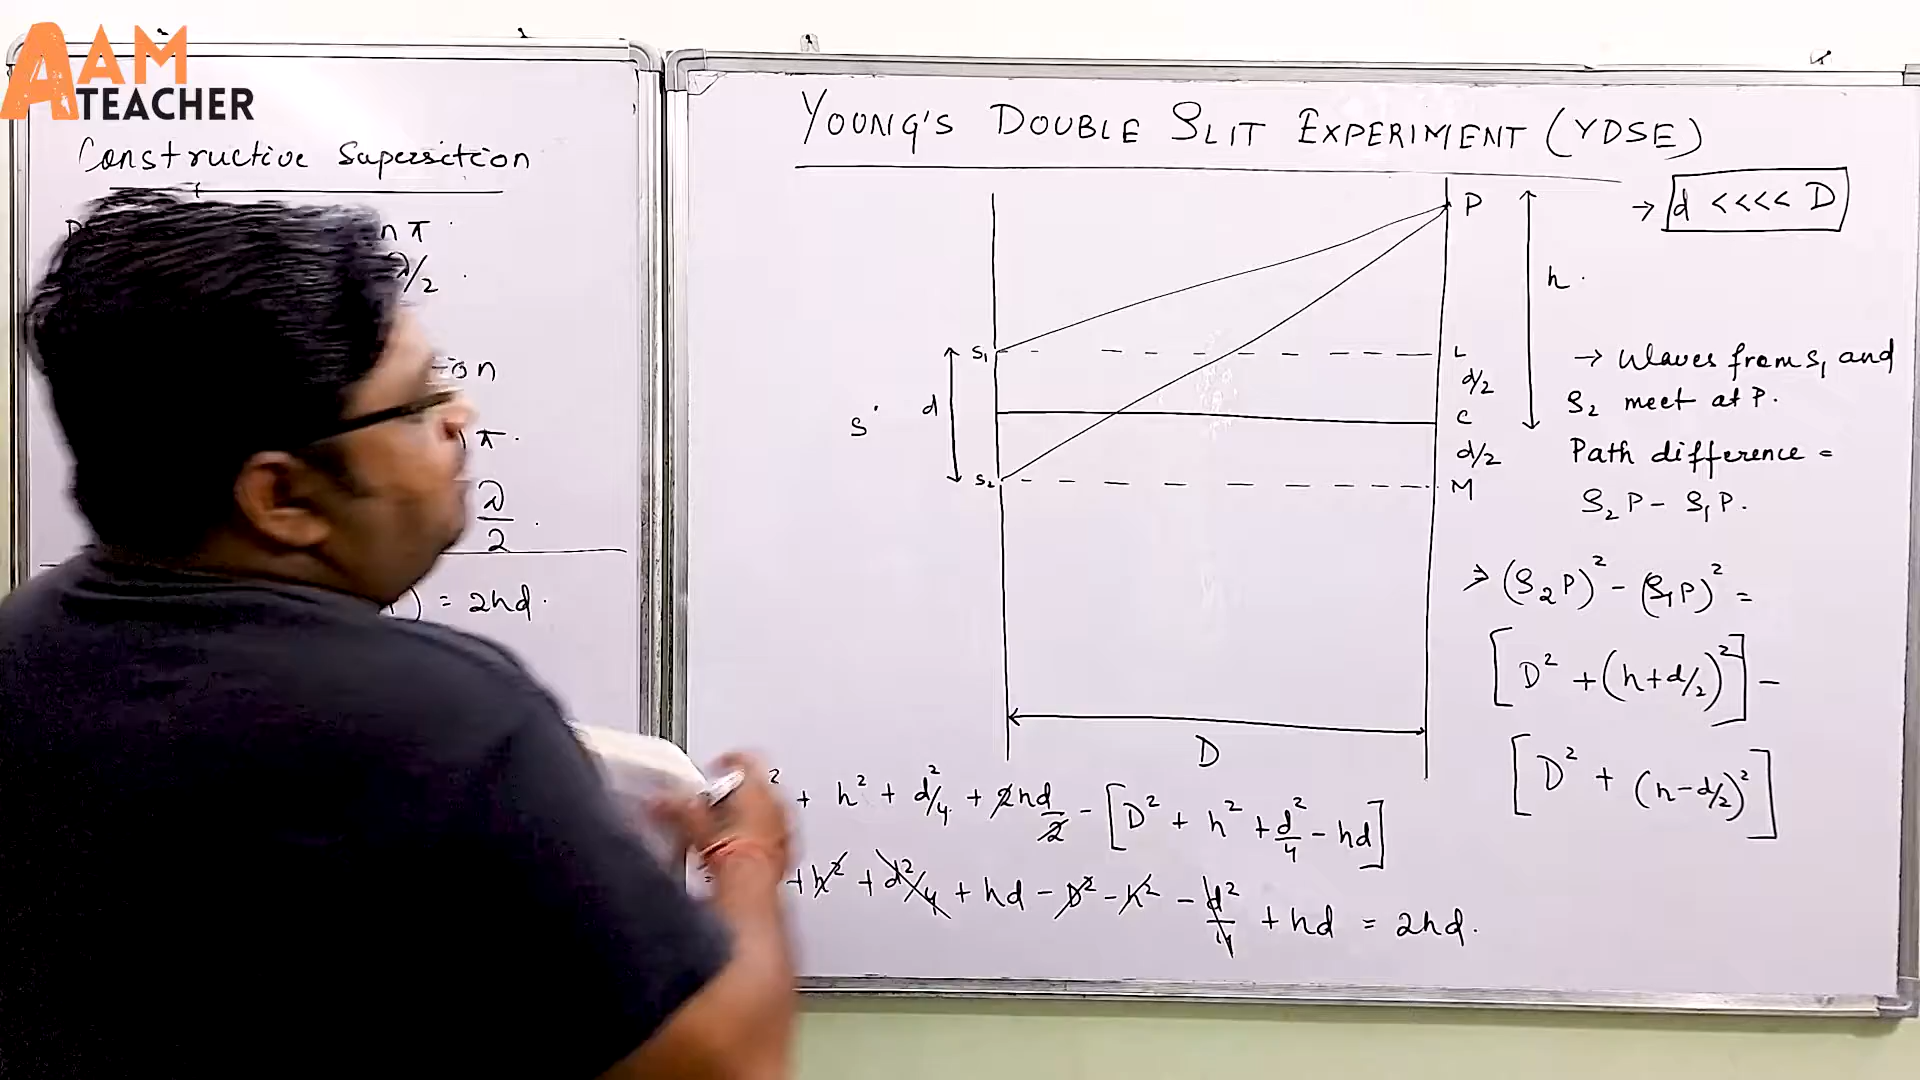 AAM
TEACHER
Constructive Supersition
nπ
λ/2
on
π.
λ/2.
) = 2hd.
YOUNG'S DOUBLE SLIT EXPERIMENT (YDSE)
→ d <<<< D
P
h.
S₁
L
d/2
d
S
C
d/2
S₂
M
D
→ Waves from S₁ and
S₂ meet at P.
Path difference =
S₂P - S₁P.
⇒ (S₂P)² - (S₁P)² =
[D² + (h+d/2)²] -
[D² + (h-d/2)²]
² + h² + d²/4 + 2hd/2 - [D² + h² + d²/4 - hd]
+ h² + d²/4 + hd - D² - h² - d²/4 + hd = 2hd.